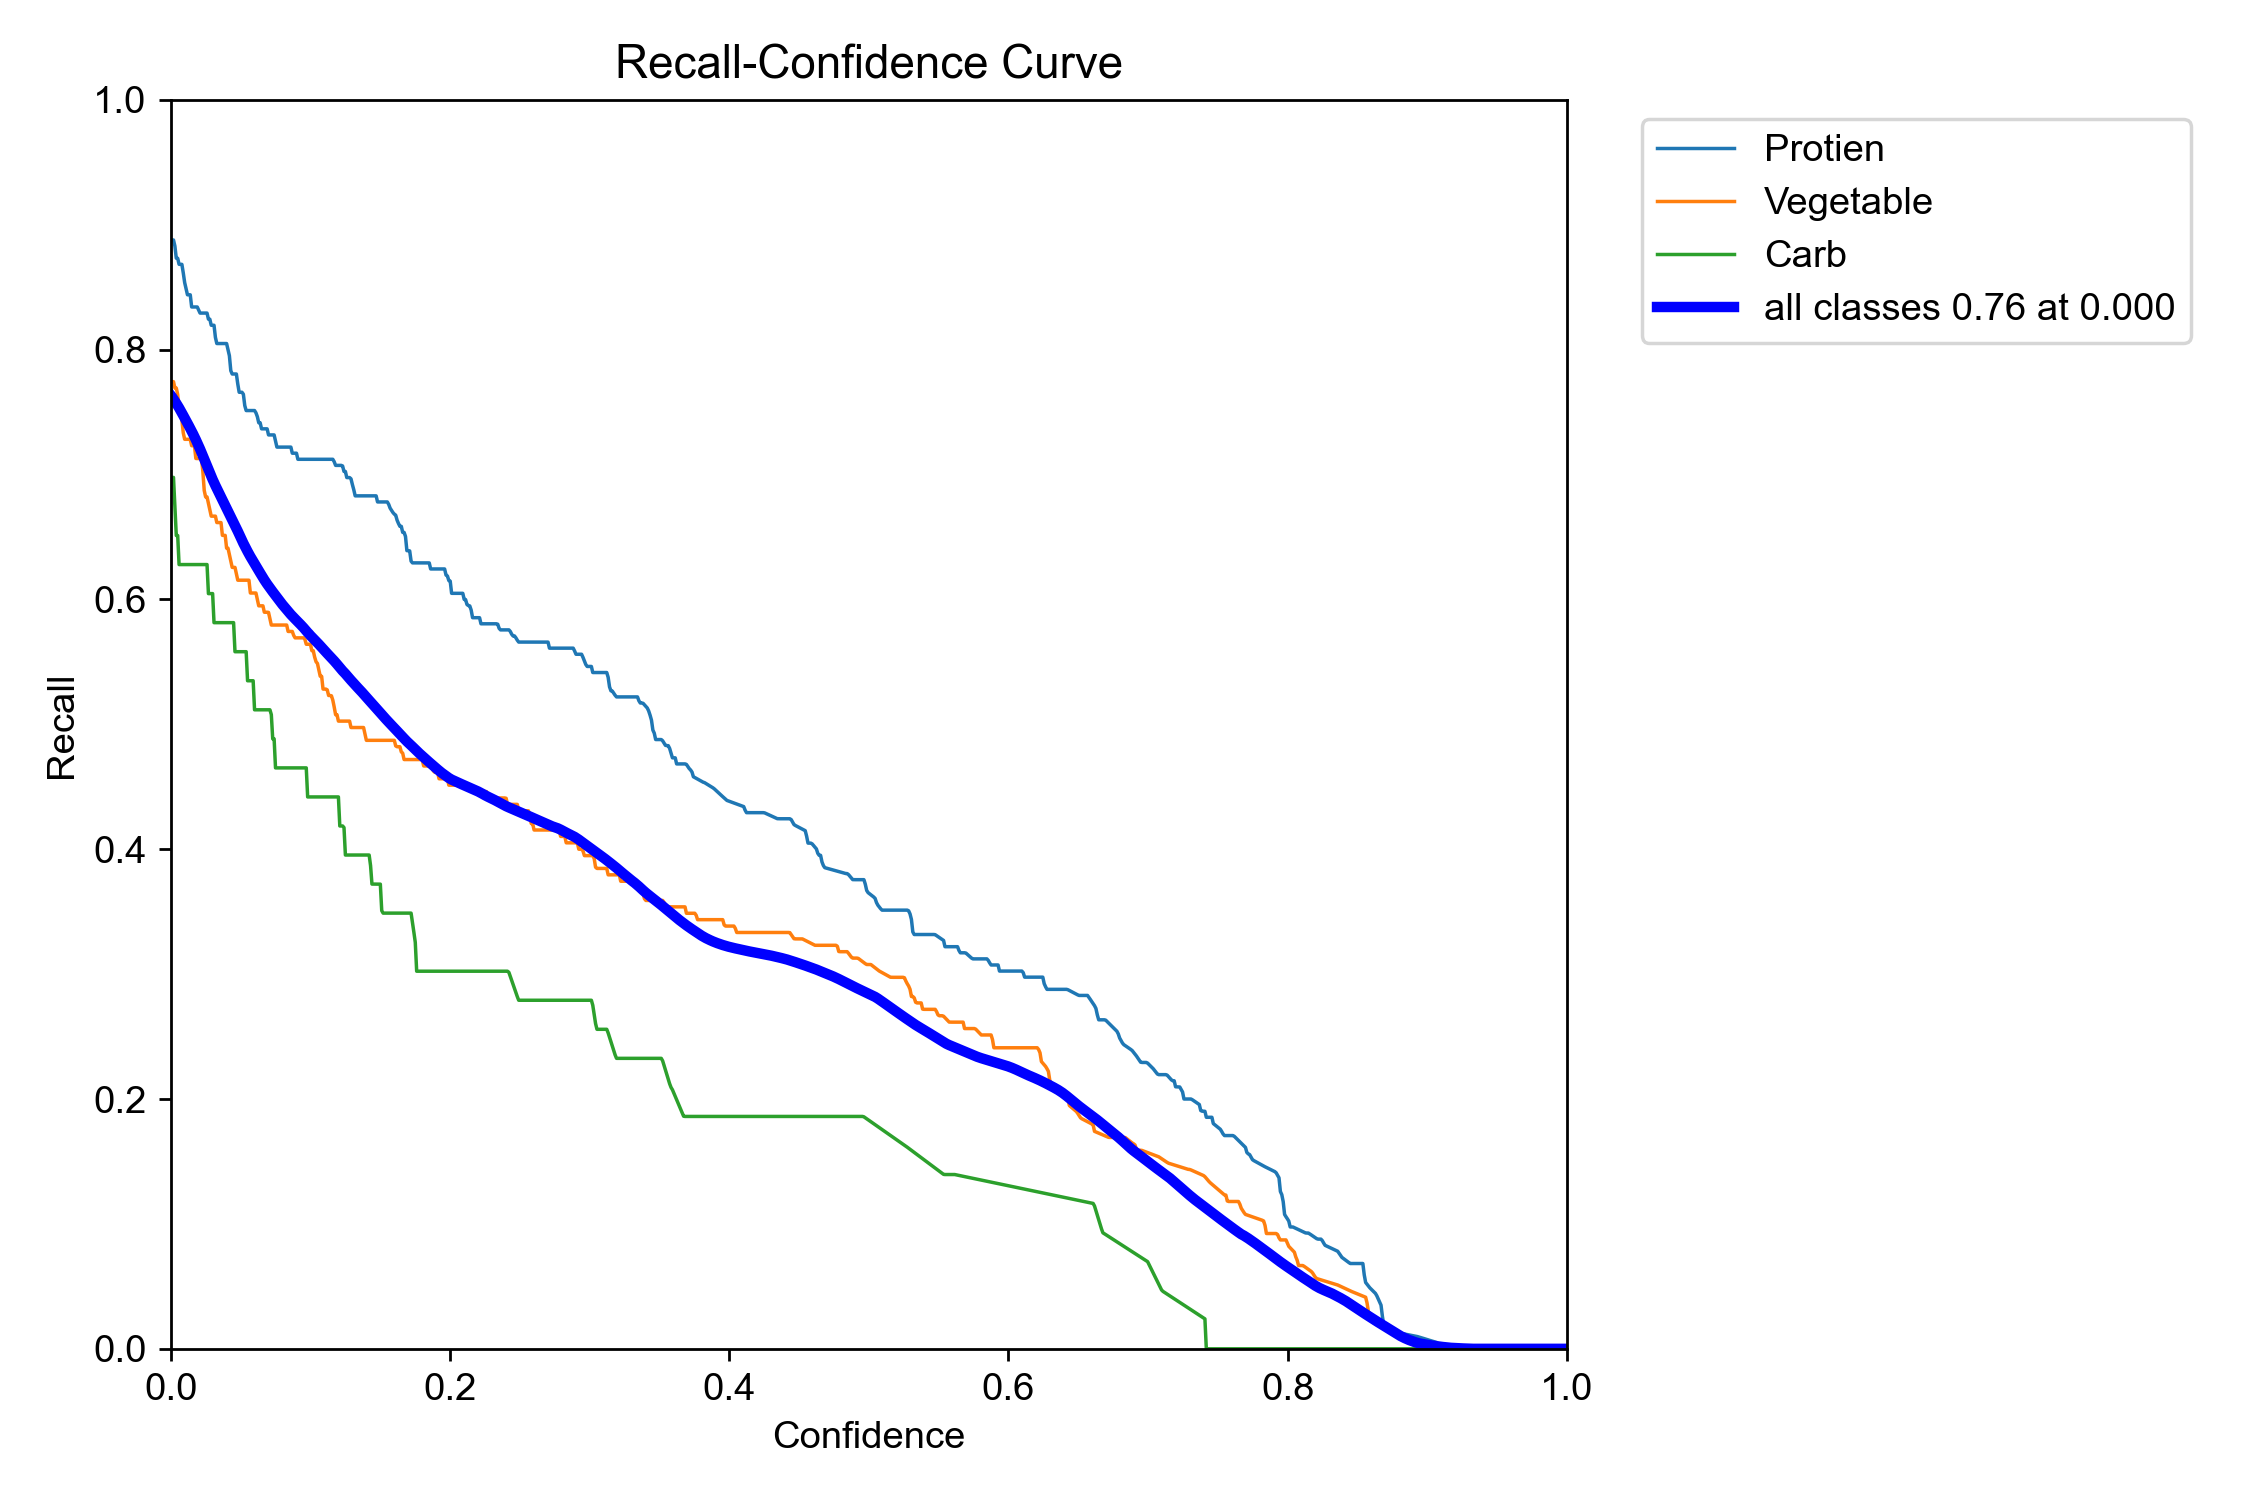 Recall-Confidence Curve
1.0
0.8
0.6
0.4
0.2
0.0
Recall
0.0 0.2 0.4 0.6 0.8 1.0
Confidence
Protien
Vegetable
Carb
all classes 0.76 at 0.000